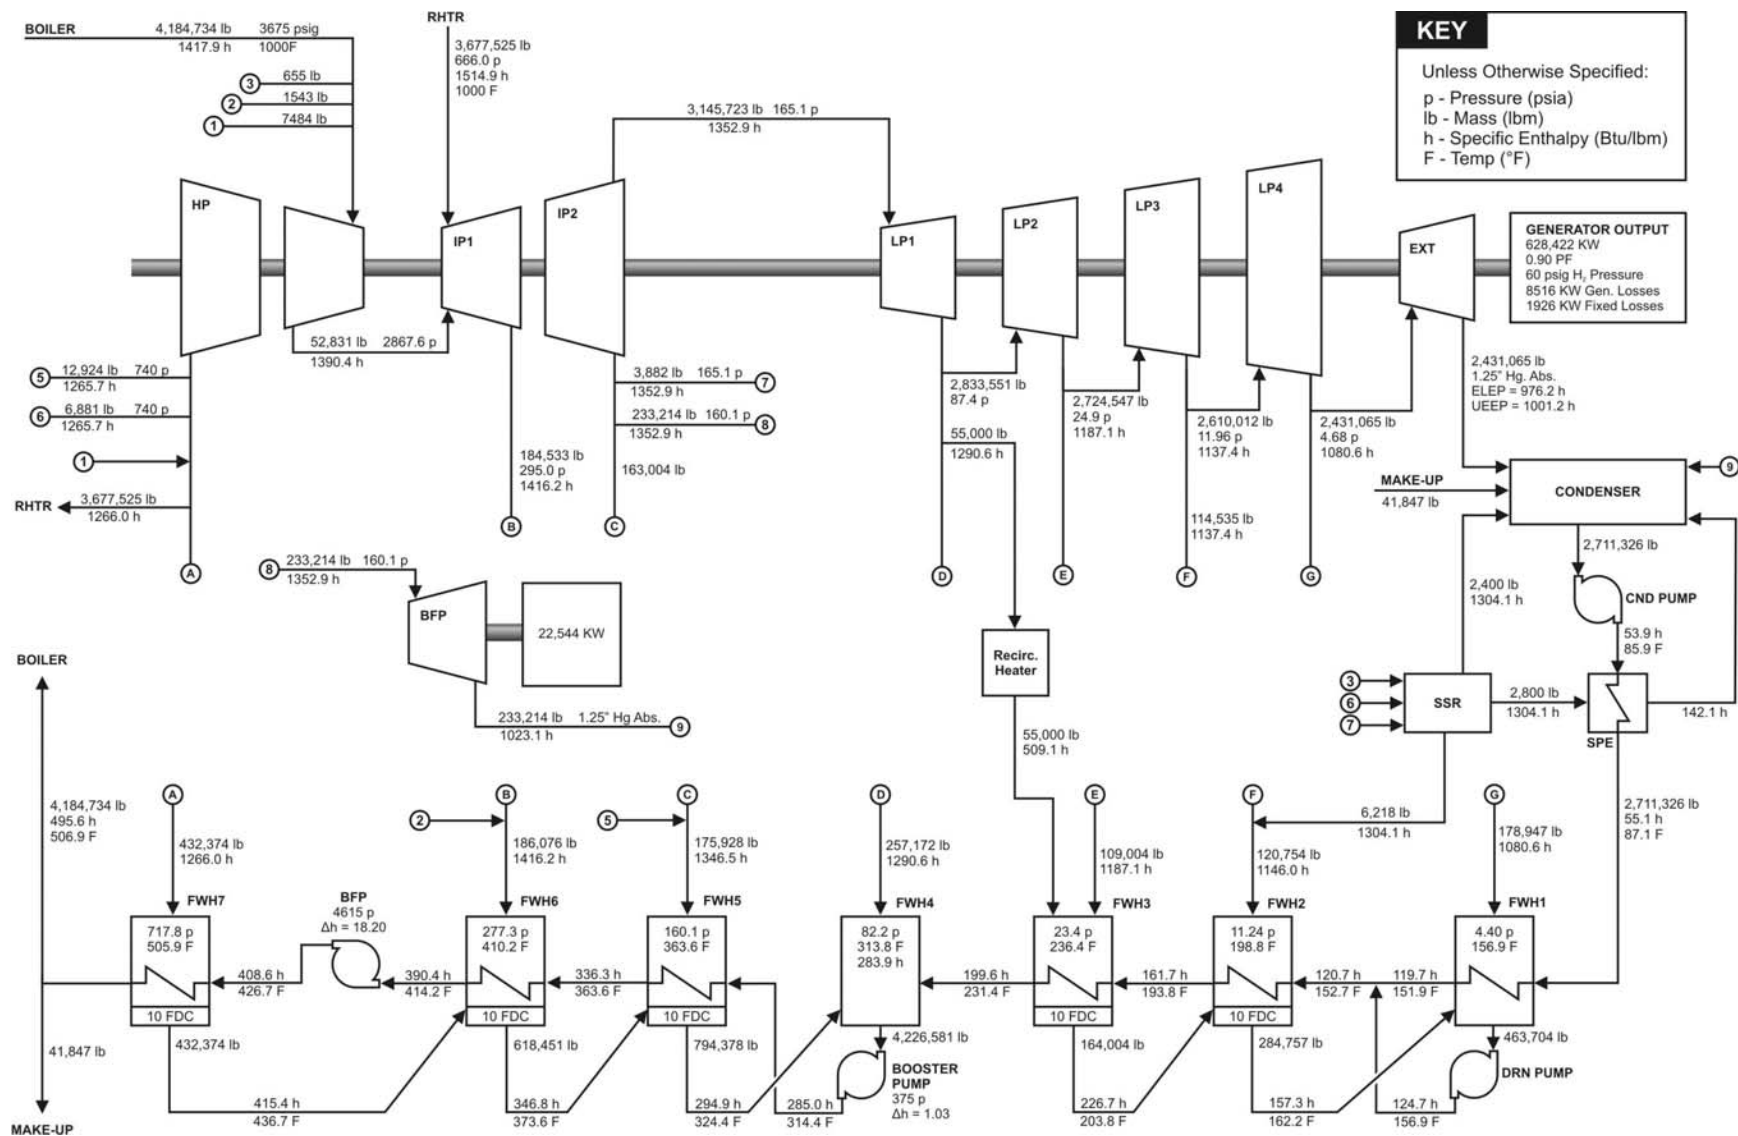 BOILER
4,184,734 lb 3675 psig
1417.9 h 1000F
3 655 lb
2 1543 lb
1 7484 lb
RHTR
3,677,525 lb
666.0 p
1514.9 h
1000 F
3,145,723 lb 165.1 p
1352.9 h
KEY
Unless Otherwise Specified:
p - Pressure (psia)
lb - Mass (lbm)
h - Specific Enthalpy (Btu/lbm)
F - Temp (°F)
HP
IP1
IP2
LP1
LP2
LP3
LP4
EXT
GENERATOR OUTPUT
628,422 KW
0.90 PF
60 psig H₂ Pressure
8516 KW Gen. Losses
1926 KW Fixed Losses
52,831 lb 2867.6 p
1390.4 h
5 12,924 lb 740 p
1265.7 h
6 6,881 lb 740 p
1265.7 h
1
RHTR 3,677,525 lb
1266.0 h
A
184,533 lb
295.0 p
1416.2 h
B
3,882 lb 165.1 p 7
1352.9 h
233,214 lb 160.1 p 8
1352.9 h
163,004 lb
C
2,833,551 lb
87.4 p
55,000 lb
1290.6 h
D
2,724,547 lb
24.9 p
1187.1 h
E
2,610,012 lb
11.96 p
1137.4 h
114,535 lb
1137.4 h
F
2,431,065 lb
4.68 p
1080.6 h
G
2,431,065 lb
1.25" Hg. Abs.
ELEP = 976.2 h
UEEP = 1001.2 h
MAKE-UP
41,847 lb
CONDENSER
9
2,711,326 lb
CND PUMP
53.9 h
85.9 F
2,400 lb
1304.1 h
3
6
7
SSR
2,800 lb
1304.1 h
SPE
142.1 h
8 233,214 lb 160.1 p
1352.9 h
BFP
22,544 KW
233,214 lb 1.25" Hg Abs. 9
1023.1 h
Recirc.
Heater
55,000 lb
509.1 h
6,218 lb
1304.1 h
2,711,326 lb
55.1 h
87.1 F
BOILER
4,184,734 lb
495.6 h
506.9 F
41,847 lb
MAKE-UP
A
432,374 lb
1266.0 h
FWH7
717.8 p
505.9 F
10 FDC
432,374 lb
408.6 h
426.7 F
BFP
4615 p
Δh = 18.20
390.4 h
414.2 F
415.4 h
436.7 F
B
2
186,076 lb
1416.2 h
FWH6
277.3 p
410.2 F
10 FDC
618,451 lb
336.3 h
363.6 F
346.8 h
373.6 F
C
5
175,928 lb
1346.5 h
FWH5
160.1 p
363.6 F
10 FDC
794,378 lb
294.9 h
324.4 F
285.0 h
314.4 F
D
257,172 lb
1290.6 h
FWH4
82.2 p
313.8 F
283.9 h
4,226,581 lb
BOOSTER
PUMP
375 p
Δh = 1.03
199.6 h
231.4 F
E
109,004 lb
1187.1 h
FWH3
23.4 p
236.4 F
10 FDC
164,004 lb
161.7 h
193.8 F
226.7 h
203.8 F
F
120,754 lb
1146.0 h
FWH2
11.24 p
198.8 F
10 FDC
284,757 lb
120.7 h
152.7 F
119.7 h
151.9 F
157.3 h
162.2 F
G
178,947 lb
1080.6 h
FWH1
4.40 p
156.9 F
463,704 lb
DRN PUMP
124.7 h
156.9 F